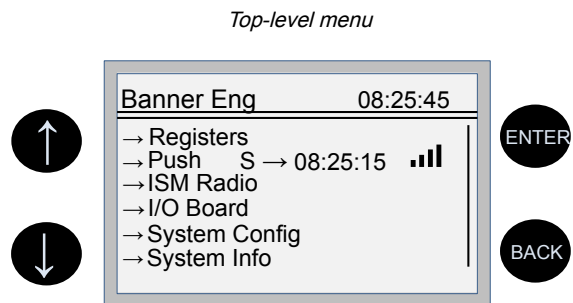 Top-level menu
Banner Eng 08:25:45
→ Registers
→ Push S → 08:25:15
→ ISM Radio
→ I/O Board
→ System Config
→ System Info
↑
↓
ENTER
BACK